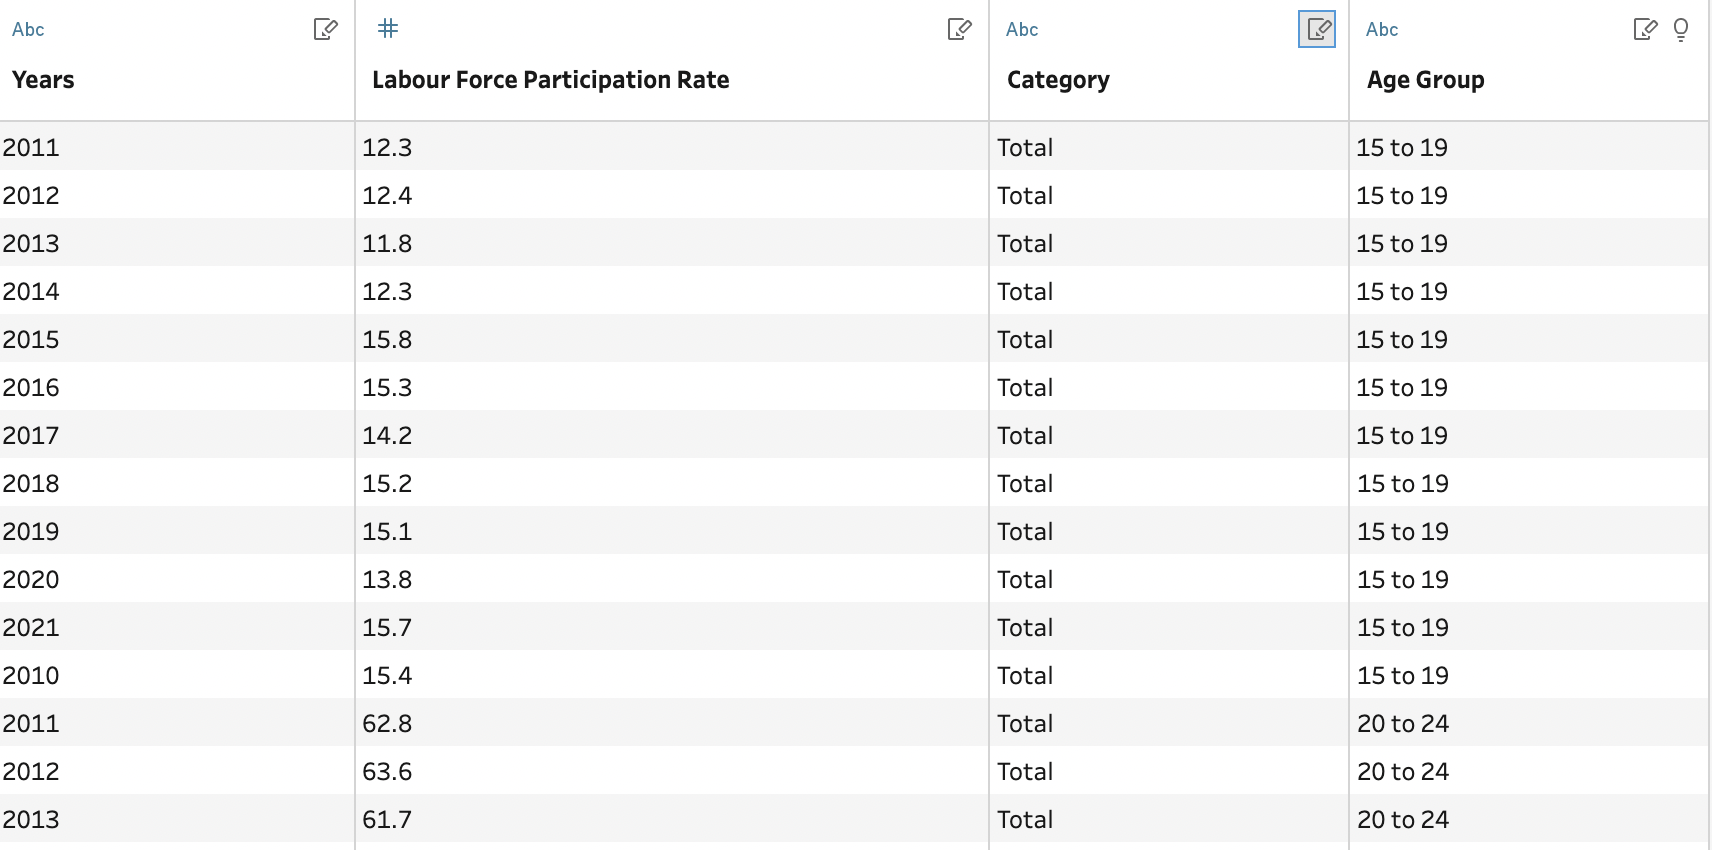 Abc # Abc Abc
Years Labour Force Participation Rate Category Age Group
2011 12.3 Total 15 to 19
2012 12.4 Total 15 to 19
2013 11.8 Total 15 to 19
2014 12.3 Total 15 to 19
2015 15.8 Total 15 to 19
2016 15.3 Total 15 to 19
2017 14.2 Total 15 to 19
2018 15.2 Total 15 to 19
2019 15.1 Total 15 to 19
2020 13.8 Total 15 to 19
2021 15.7 Total 15 to 19
2010 15.4 Total 15 to 19
2011 62.8 Total 20 to 24
2012 63.6 Total 20 to 24
2013 61.7 Total 20 to 24